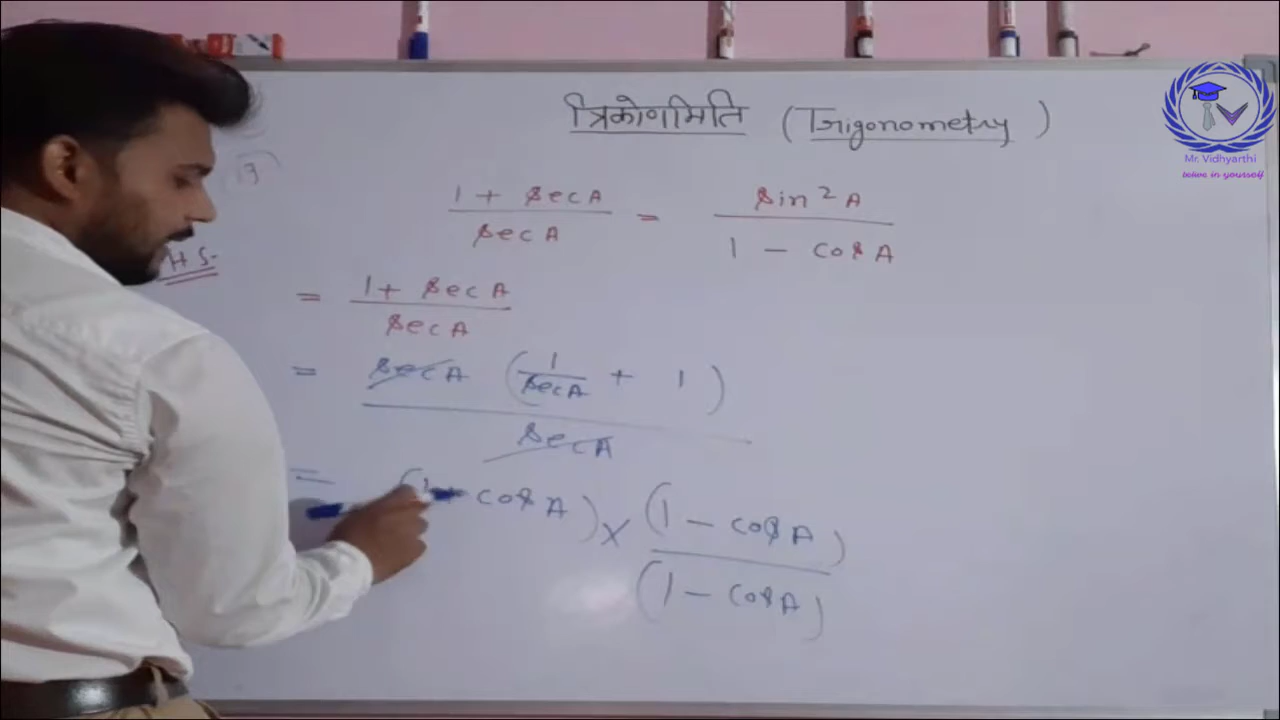 त्रिकोणमिति (Trigonometry)
1 + secA / secA = sin²A / 1 - cosA
H S.
= 1 + secA / secA
= secA (1/secA + 1) / secA
= (1 + cosA) × (1 - cosA) / (1 - cosA)
Mr. Vidhyarthi
belive in yourself